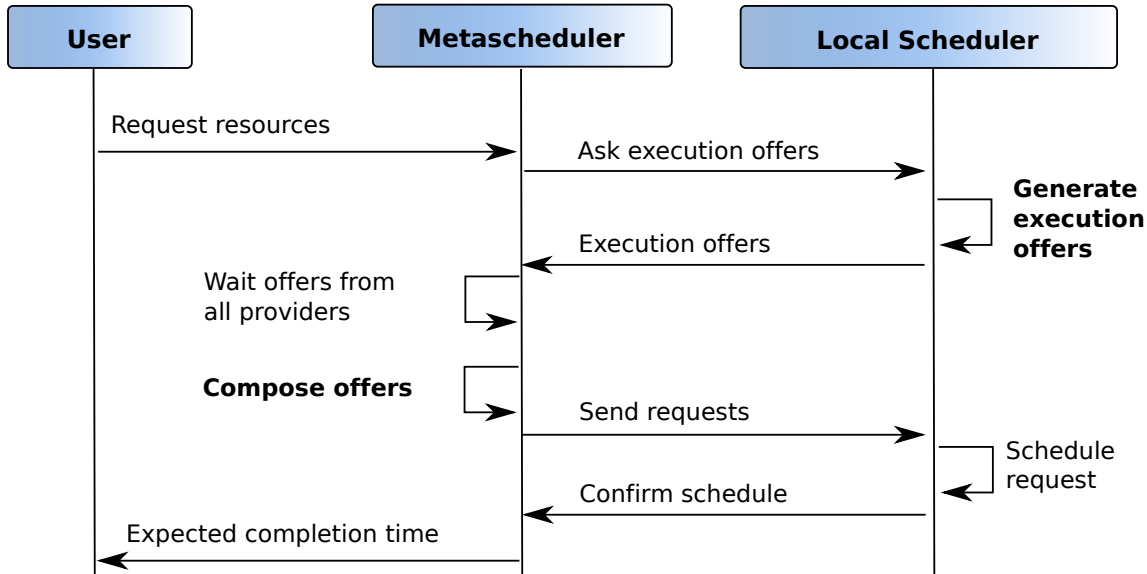 User
Metascheduler
Local Scheduler
Request resources
Ask execution offers
Generate
execution
offers
Execution offers
Wait offers from
all providers
Compose offers
Send requests
Schedule
request
Confirm schedule
Expected completion time